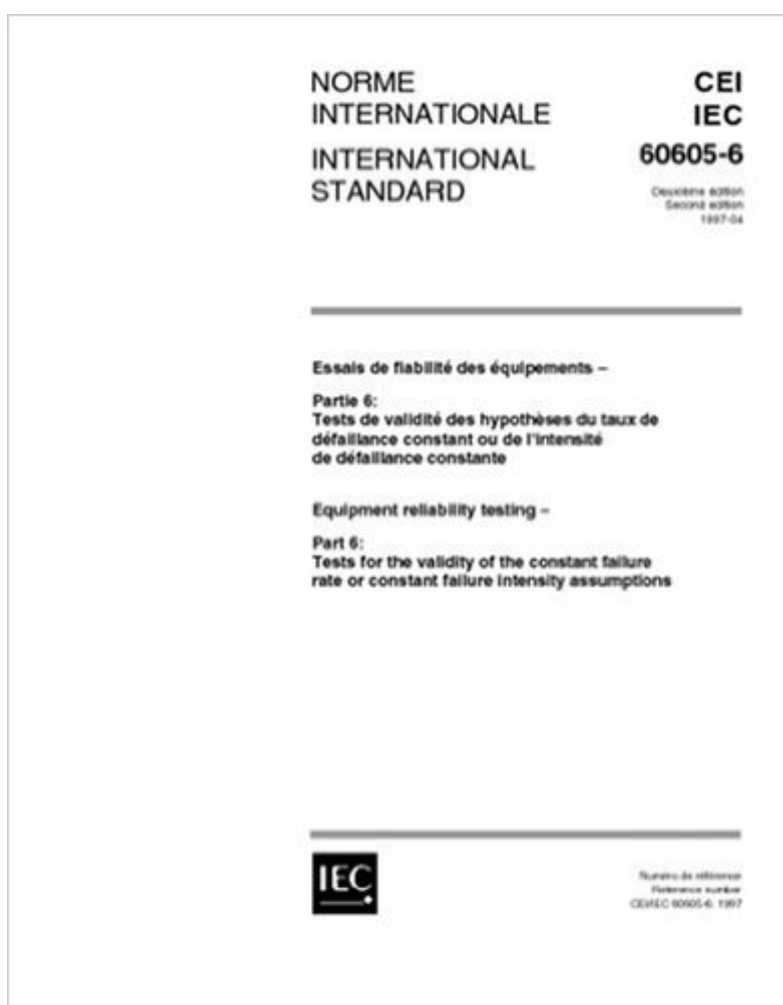 NORME
INTERNATIONALE
INTERNATIONAL
STANDARD
CEI
IEC
60605-6
Deuxième édition
Second edition
1997-04
Essais de fiabilité des équipements –
Partie 6:
Tests de validité des hypothèses du taux de
défaillance constant ou de l'intensité
de défaillance constante
Equipment reliability testing –
Part 6:
Tests for the validity of the constant failure
rate or constant failure intensity assumptions
IEC
Numéro de référence
Reference number
CEI/IEC 60605-6: 1997